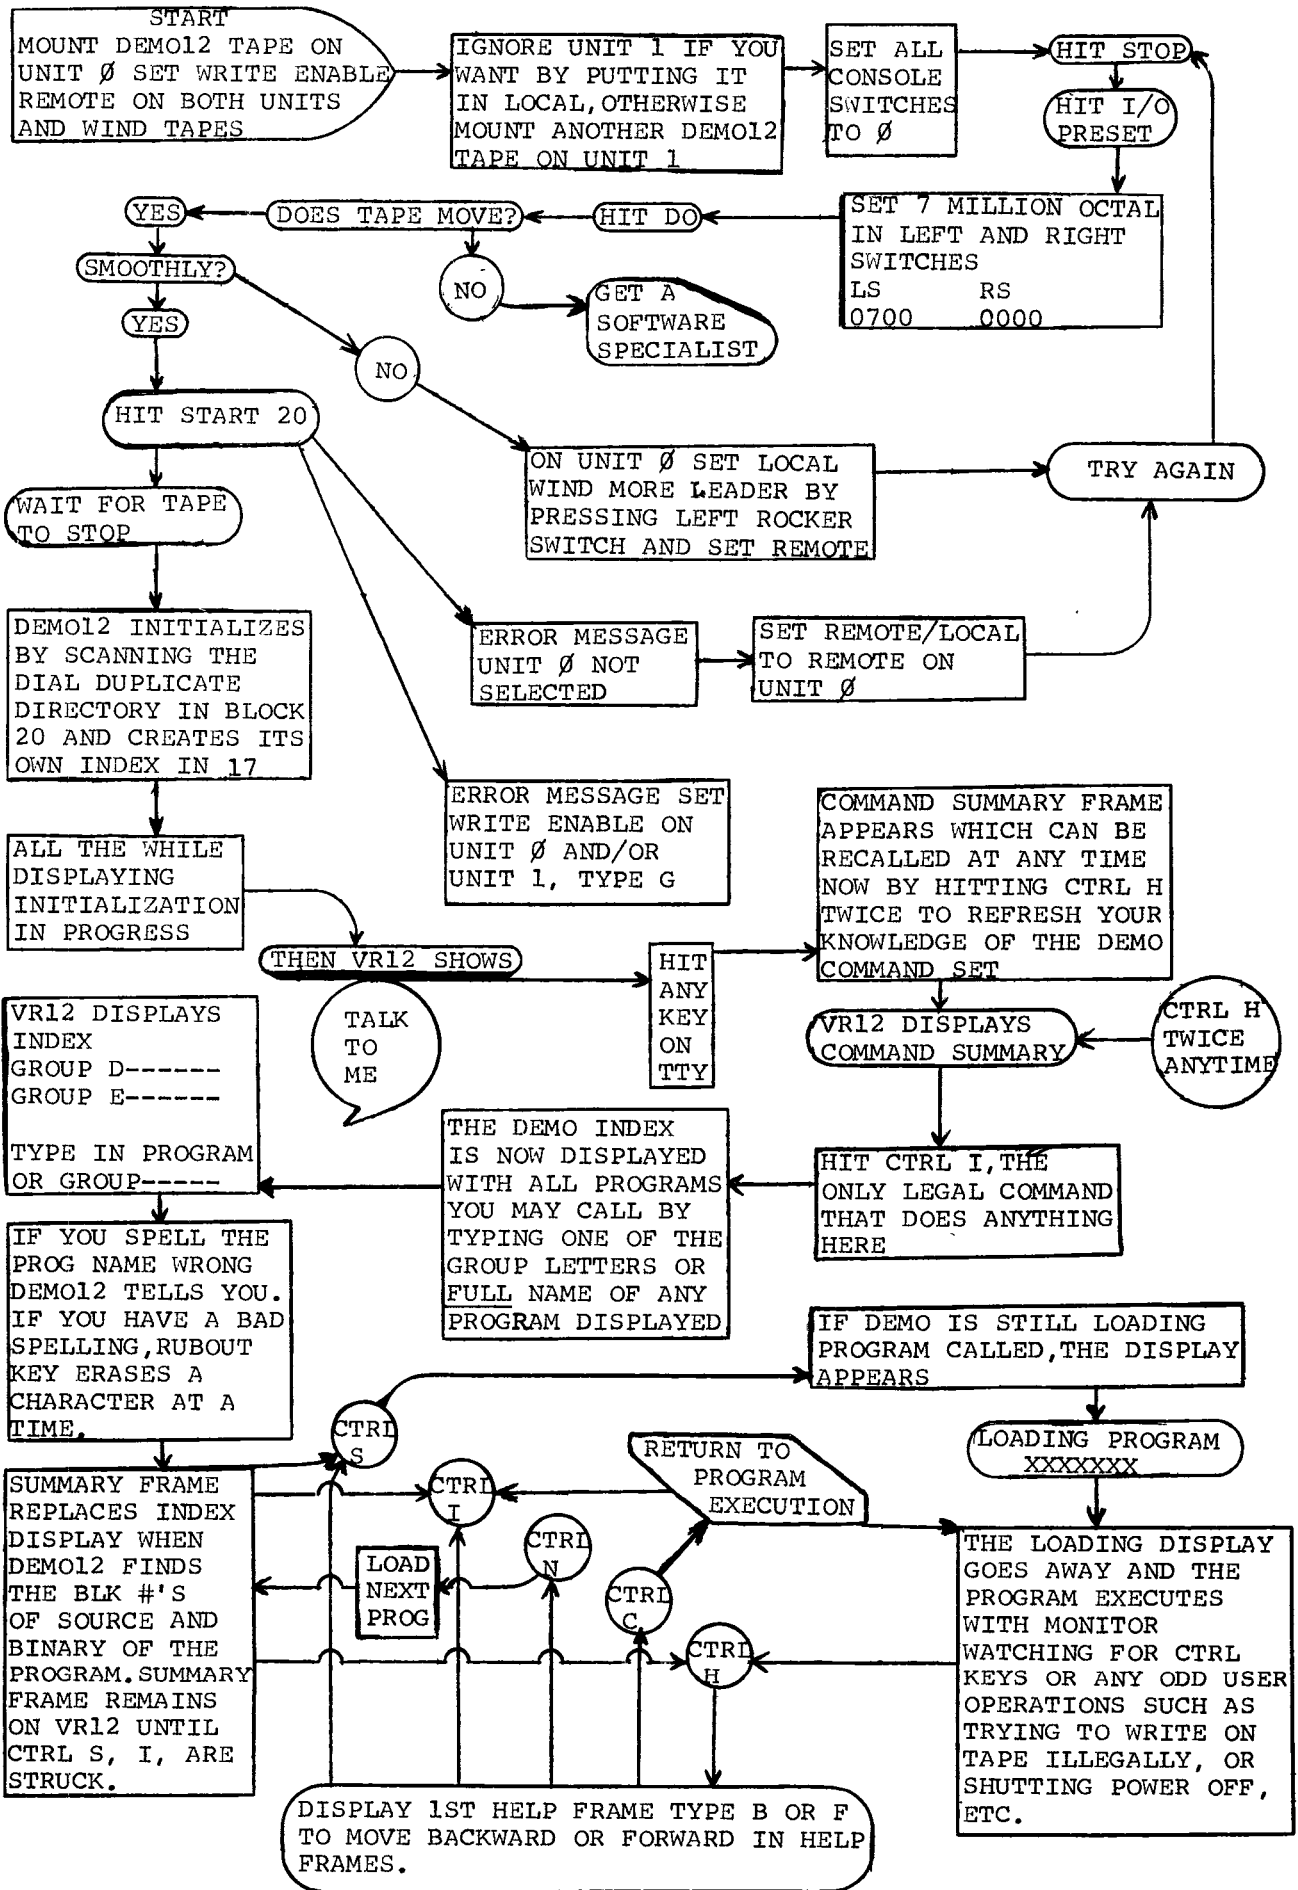 START
MOUNT DEMO12 TAPE ON
UNIT Ø SET WRITE ENABLE
REMOTE ON BOTH UNITS
AND WIND TAPES
IGNORE UNIT 1 IF YOU
WANT BY PUTTING IT
IN LOCAL,OTHERWISE
MOUNT ANOTHER DEMO12
TAPE ON UNIT 1
SET ALL
CONSOLE
SWITCHES
TO Ø
HIT STOP
HIT I/O
PRESET
SET 7 MILLION OCTAL
IN LEFT AND RIGHT
SWITCHES
LS RS
0700 0000
HIT DO
DOES TAPE MOVE?
YES
NO
GET A
SOFTWARE
SPECIALIST
SMOOTHLY?
YES
NO
HIT START 20
ON UNIT Ø SET LOCAL
WIND MORE LEADER BY
PRESSING LEFT ROCKER
SWITCH AND SET REMOTE
TRY AGAIN
WAIT FOR TAPE
TO STOP
DEMO12 INITIALIZES
BY SCANNING THE
DIAL DUPLICATE
DIRECTORY IN BLOCK
20 AND CREATES ITS
OWN INDEX IN 17
ERROR MESSAGE
UNIT Ø NOT
SELECTED
SET REMOTE/LOCAL
TO REMOTE ON
UNIT Ø
ERROR MESSAGE SET
WRITE ENABLE ON
UNIT Ø AND/OR
UNIT 1, TYPE G
ALL THE WHILE
DISPLAYING
INITIALIZATION
IN PROGRESS
THEN VR12 SHOWS
TALK
TO
ME
HIT
ANY
KEY
ON
TTY
COMMAND SUMMARY FRAME
APPEARS WHICH CAN BE
RECALLED AT ANY TIME
NOW BY HITTING CTRL H
TWICE TO REFRESH YOUR
KNOWLEDGE OF THE DEMO
COMMAND SET
VR12 DISPLAYS
COMMAND SUMMARY
CTRL H
TWICE
ANYTIME
HIT CTRL I,THE
ONLY LEGAL COMMAND
THAT DOES ANYTHING
HERE
THE DEMO INDEX
IS NOW DISPLAYED
WITH ALL PROGRAMS
YOU MAY CALL BY
TYPING ONE OF THE
GROUP LETTERS OR
FULL NAME OF ANY
PROGRAM DISPLAYED
VR12 DISPLAYS
INDEX
GROUP D------
GROUP E------
TYPE IN PROGRAM
OR GROUP-----
IF YOU SPELL THE
PROG NAME WRONG
DEMO12 TELLS YOU.
IF YOU HAVE A BAD
SPELLING,RUBOUT
KEY ERASES A
CHARACTER AT A
TIME.
SUMMARY FRAME
REPLACES INDEX
DISPLAY WHEN
DEMO12 FINDS
THE BLK #'S
OF SOURCE AND
BINARY OF THE
PROGRAM.SUMMARY
FRAME REMAINS
ON VR12 UNTIL
CTRL S, I, ARE
STRUCK.
CTRL
S
CTRL
I
LOAD
NEXT
PROG
CTRL
N
CTRL
C
CTRL
H
RETURN TO
PROGRAM
EXECUTION
IF DEMO IS STILL LOADING
PROGRAM CALLED,THE DISPLAY
APPEARS
LOADING PROGRAM
XXXXXXX
THE LOADING DISPLAY
GOES AWAY AND THE
PROGRAM EXECUTES
WITH MONITOR
WATCHING FOR CTRL
KEYS OR ANY ODD USER
OPERATIONS SUCH AS
TRYING TO WRITE ON
TAPE ILLEGALLY, OR
SHUTTING POWER OFF,
ETC.
DISPLAY 1ST HELP FRAME TYPE B OR F
TO MOVE BACKWARD OR FORWARD IN HELP
FRAMES.